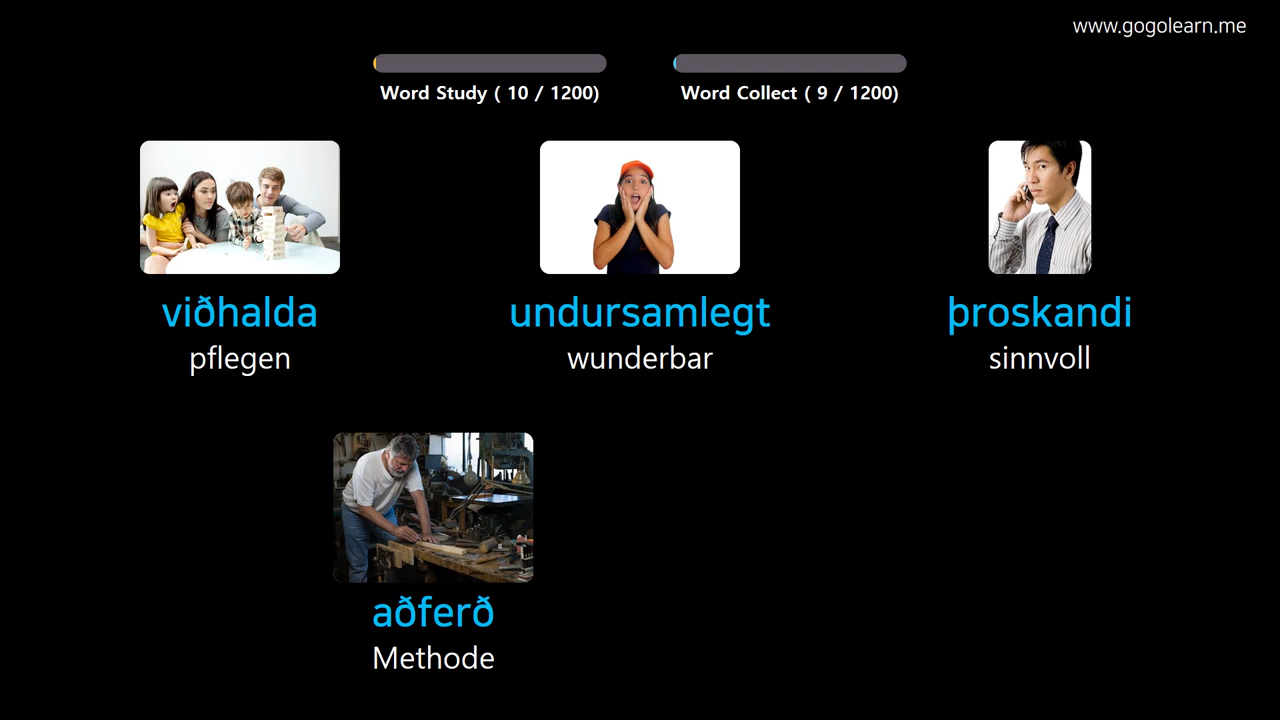 www.gogolearn.me
Word Study ( 10 / 1200)
Word Collect ( 9 / 1200)
viðhalda
pflegen
undursamlegt
wunderbar
þroskandi
sinnvoll
aðferð
Methode